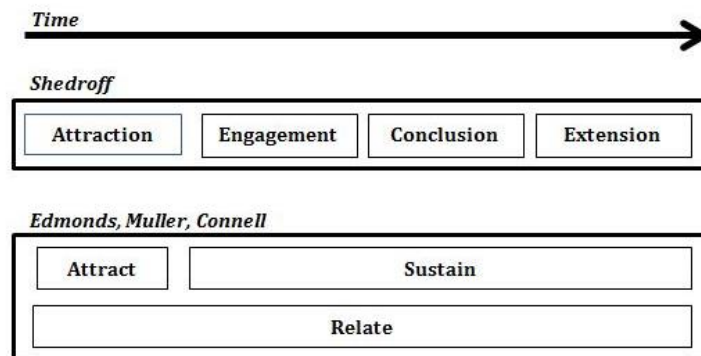 Time
Shedroff
Attraction Engagement Conclusion Extension
Edmonds, Muller, Connell
Attract Sustain
Relate